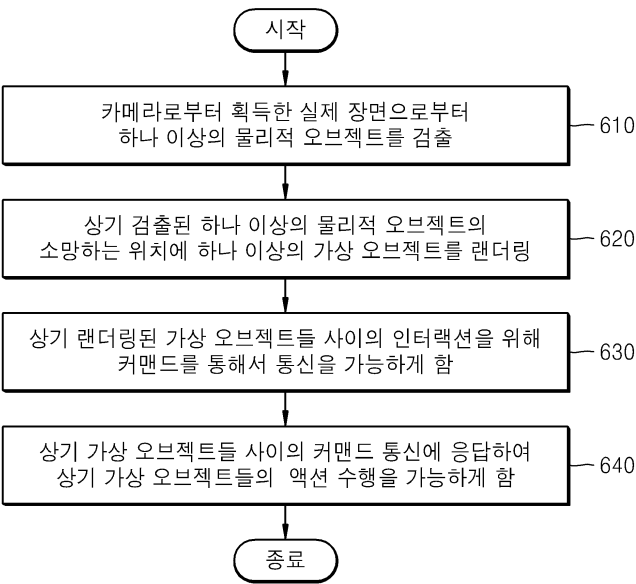 시작
카메라로부터 획득한 실제 장면으로부터
하나 이상의 물리적 오브젝트를 검출
610
상기 검출된 하나 이상의 물리적 오브젝트의
소망하는 위치에 하나 이상의 가상 오브젝트를 랜더링
620
상기 랜더링된 가상 오브젝트들 사이의 인터랙션을 위해
커맨드를 통해서 통신을 가능하게 함
630
상기 가상 오브젝트들 사이의 커맨드 통신에 응답하여
상기 가상 오브젝트들의 액션 수행을 가능하게 함
640
종료